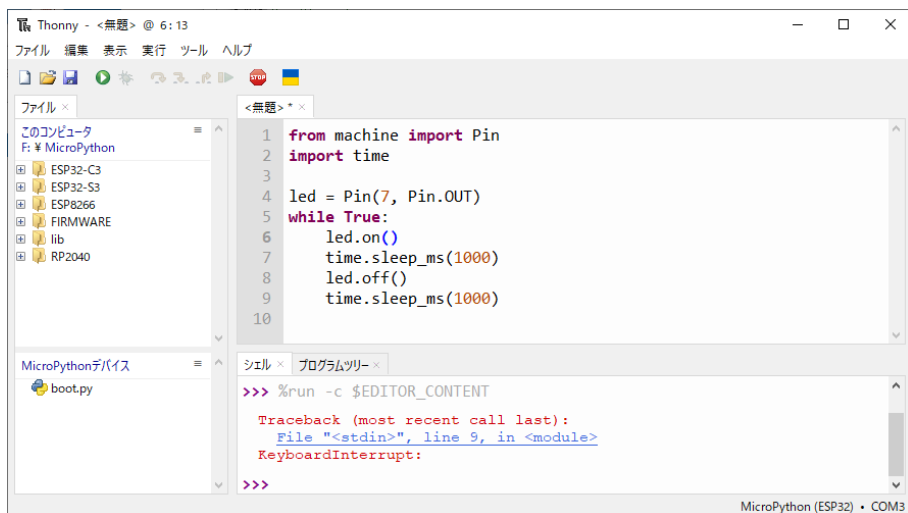 Thonny - <無題> @ 6:13
ファイル 編集 表示 実行 ツール ヘルプ
STOP
ファイル ×
このコンピュータ
F: ¥ MicroPython
ESP32-C3
ESP32-S3
ESP8266
FIRMWARE
lib
RP2040
MicroPythonデバイス
boot.py
<無題> * ×
1 from machine import Pin
2 import time
3
4 led = Pin(7, Pin.OUT)
5 while True:
6     led.on()
7     time.sleep_ms(1000)
8     led.off()
9     time.sleep_ms(1000)
10
シェル × プログラムツリー ×
>>> %run -c $EDITOR_CONTENT
Traceback (most recent call last):
  File "<stdin>", line 9, in <module>
KeyboardInterrupt:
>>>
MicroPython (ESP32) • COM3